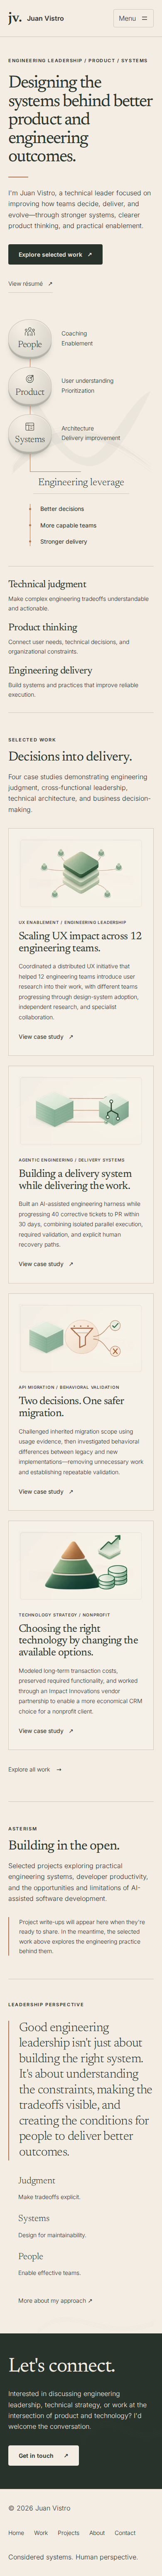 jv. Juan Vistro
Menu
ENGINEERING LEADERSHIP / PRODUCT / SYSTEMS
Designing the
systems behind better
product and
engineering
outcomes.
I'm Juan Vistro, a technical leader focused on
improving how teams decide, deliver, and
evolve—through stronger systems, clearer
product thinking, and practical enablement.
Explore selected work ↗
View résumé ↗
People
Coaching
Enablement
Product
User understanding
Prioritization
Systems
Architecture
Delivery improvement
Engineering leverage
Better decisions
More capable teams
Stronger delivery
Technical judgment
Make complex engineering tradeoffs understandable
and actionable.
Product thinking
Connect user needs, technical decisions, and
organizational constraints.
Engineering delivery
Build systems and practices that improve reliable
execution.
SELECTED WORK
Decisions into delivery.
Four case studies demonstrating engineering
judgment, cross-functional leadership,
technical architecture, and business decision-
making.
UX ENABLEMENT / ENGINEERING LEADERSHIP
Scaling UX impact across 12
engineering teams.
Coordinated a distributed UX initiative that
helped 12 engineering teams introduce user
research into their work, with different teams
progressing through design-system adoption,
independent research, and specialist
collaboration.
View case study ↗
AGENTIC ENGINEERING / DELIVERY SYSTEMS
Building a delivery system
while delivering the work.
Built an AI-assisted engineering harness while
progressing 40 corrective tickets to PR within
30 days, combining isolated parallel execution,
required validation, and explicit human
recovery paths.
View case study ↗
API MIGRATION / BEHAVIORAL VALIDATION
Two decisions. One safer
migration.
Challenged inherited migration scope using
usage evidence, then investigated behavioral
differences between legacy and new
implementations—removing unnecessary work
and establishing repeatable validation.
View case study ↗
TECHNOLOGY STRATEGY / NONPROFIT
Choosing the right
technology by changing the
available options.
Modeled long-term transaction costs,
preserved required functionality, and worked
through an Impact Innovations vendor
partnership to enable a more economical CRM
choice for a nonprofit client.
View case study ↗
Explore all work →
ASTERISM
Building in the open.
Selected projects exploring practical
engineering systems, developer productivity,
and the opportunities and limitations of AI-
assisted software development.
Project write-ups will appear here when they're
ready to share. In the meantime, the selected
work above explores the engineering practice
behind them.
LEADERSHIP PERSPECTIVE
Good engineering
leadership isn't just about
building the right system.
It's about understanding
the constraints, making the
tradeoffs visible, and
creating the conditions for
people to deliver better
outcomes.
Judgment
Make tradeoffs explicit.
Systems
Design for maintainability.
People
Enable effective teams.
More about my approach ↗
Let's connect.
Interested in discussing engineering
leadership, technical strategy, or work at the
intersection of product and technology? I'd
welcome the conversation.
Get in touch ↗
© 2026 Juan Vistro
Home Work Projects About Contact
Considered systems. Human perspective.